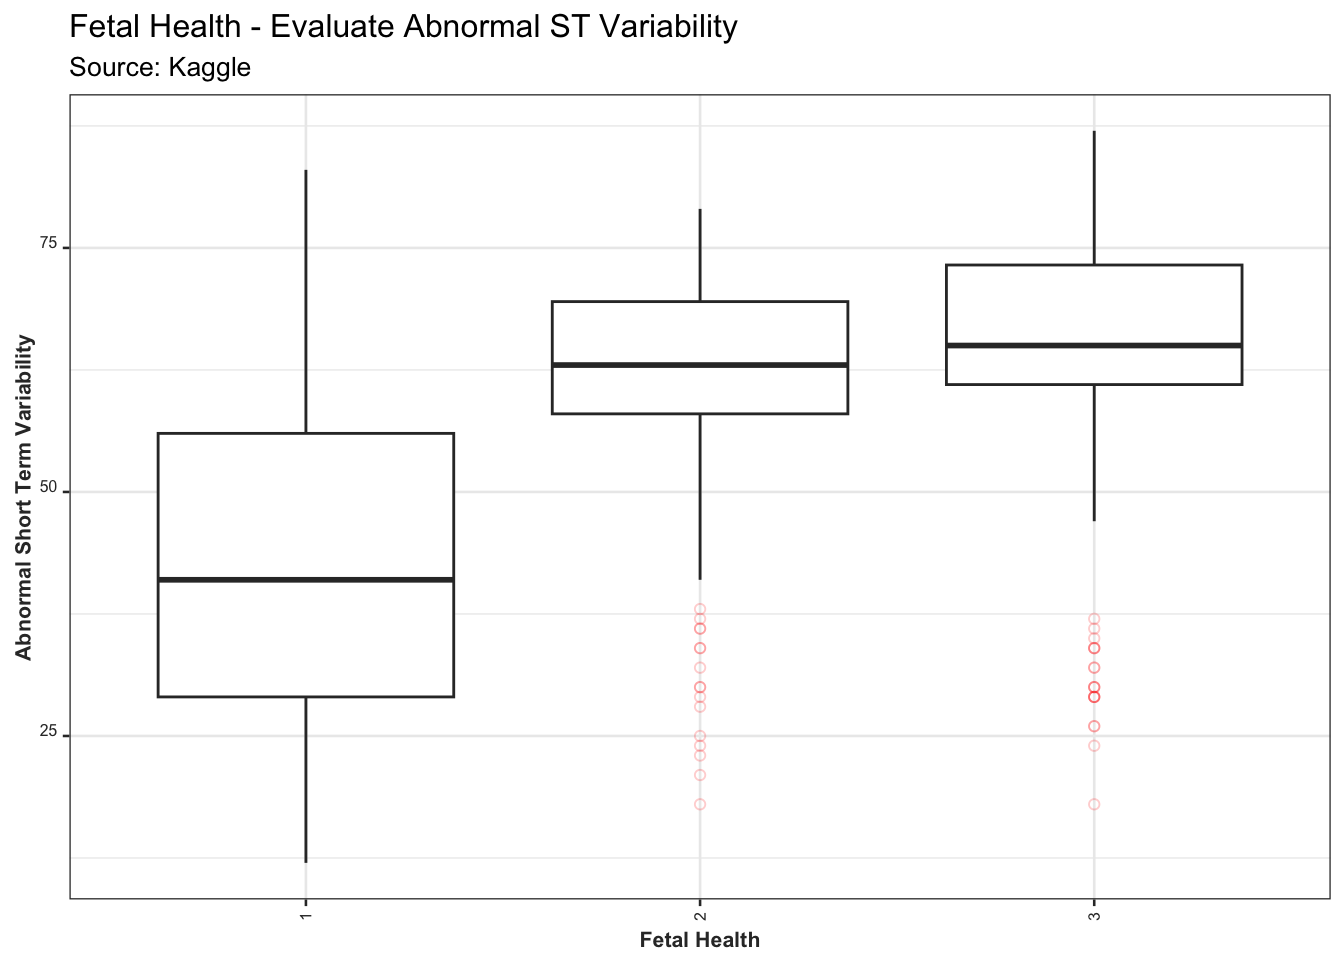 Fetal Health - Evaluate Abnormal ST Variability
Source: Kaggle
Abnormal Short Term Variability
75
50
25
1
2
3
Fetal Health